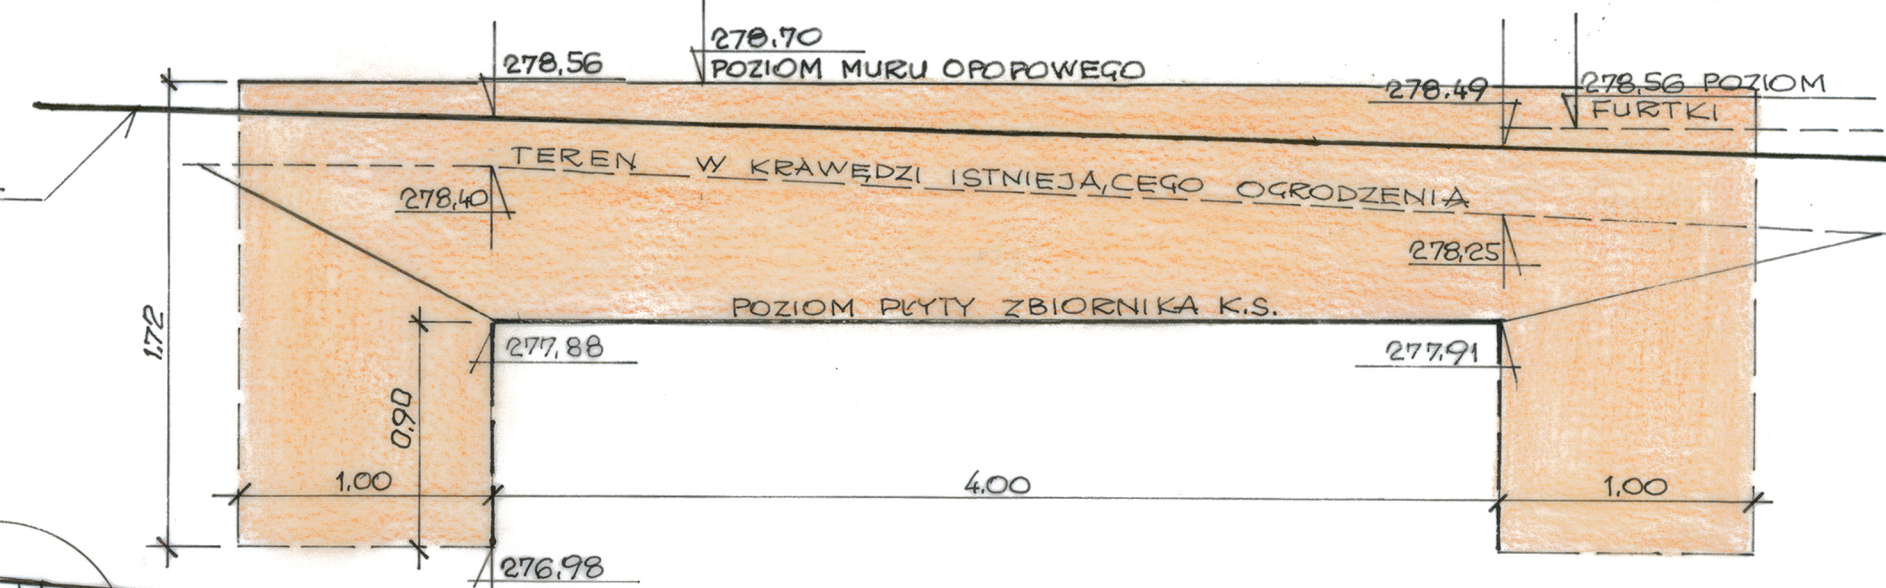 278.70
278.56
POZIOM MURU OPOROWEGO
278.49
278.56 POZIOM
FURTKI
TEREN W KRAWĘDZI ISTNIEJĄCEGO OGRODZENIA
278.40
278.25
POZIOM PŁYTY ZBIORNIKA K.S.
277.88
277.91
1.72
0.90
1.00
4.00
1.00
276.98